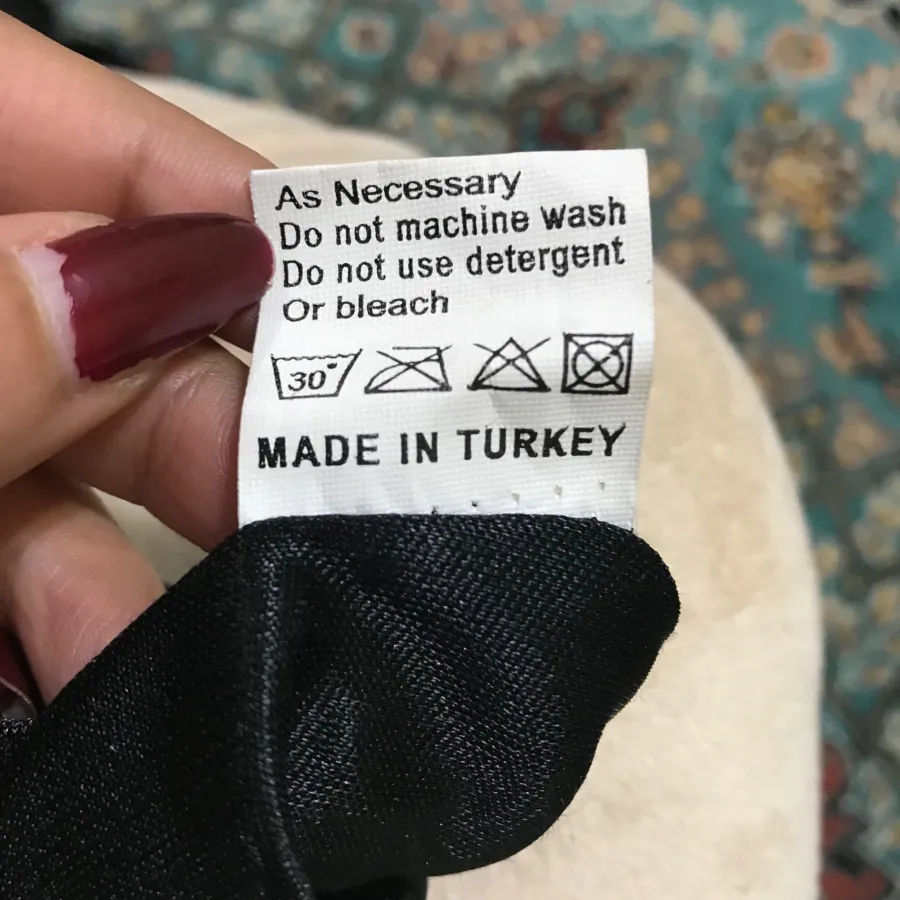 As Necessary
Do not machine wash
Do not use detergent
Or bleach
30°
MADE IN TURKEY